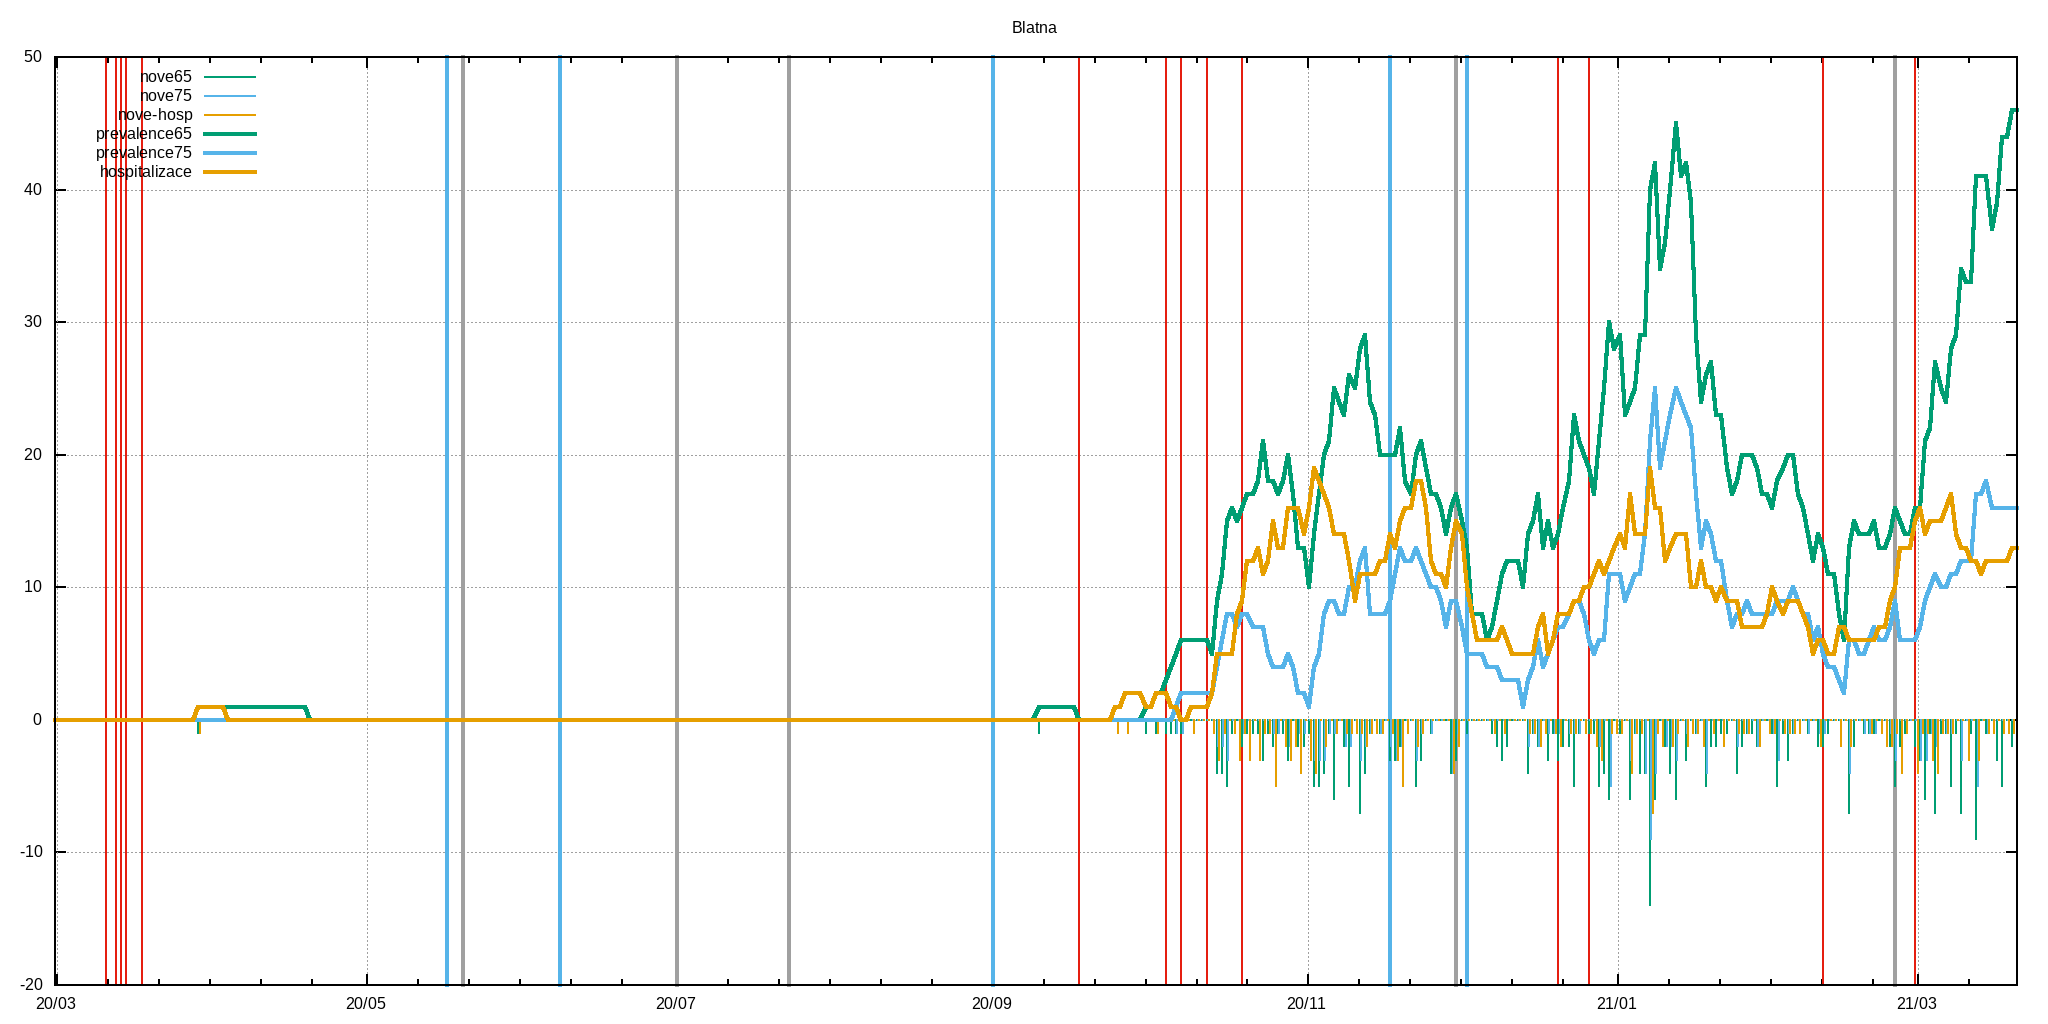 Blatna
50
nove65
nove75
nove-hosp
prevalence65
prevalence75
hospitalizace
40
30
20
10
0
-10
-20
20/03 20/05 20/07 20/09 20/11 21/01 21/03